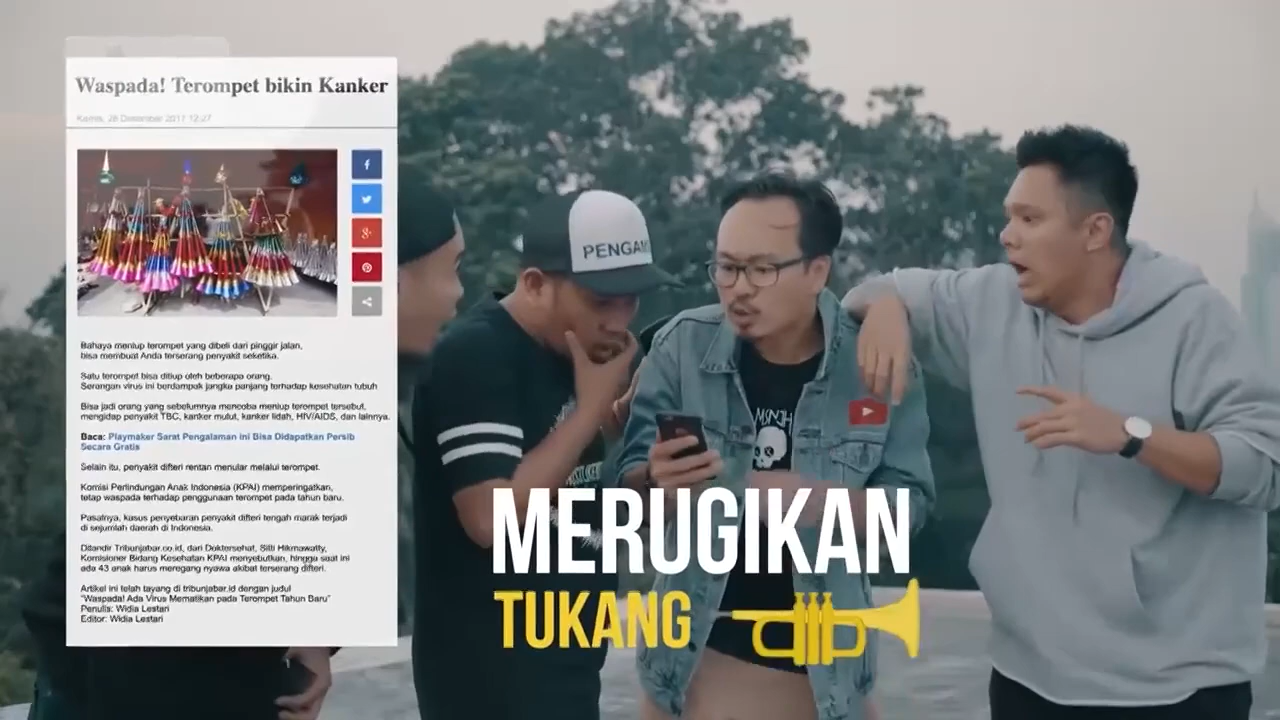 Waspada! Terompet bikin Kanker
Kamis, 28 Desember 2017 12:27
Bahaya meniup terompet yang dibeli dari pinggir jalan,
bisa membuat Anda terserang penyakit seketika.
Satu terompet bisa ditiup oleh beberapa orang.
Serangan virus ini berdampak jangka panjang terhadap kesehatan tubuh
Bisa jadi orang yang sebelumnya mencoba meniup terompet tersebut,
mengidap penyakit TBC, kanker mulut, kanker lidah, HIV/AIDS, dan lainnya.
Baca: Playmaker Sarat Pengalaman ini Bisa Didapatkan Persib
Secara Gratis
Selain itu, penyakit difteri rentan menular melalui terompet.
Komisi Perlindungan Anak Indonesia (KPAI) memperingatkan,
tetap waspada terhadap penggunaan terompet pada tahun baru.
Pasalnya, kasus penyebaran penyakit difteri tengah marak terjadi
di sejumlah daerah di Indonesia.
Dilandir Tribunjabar.co.id, dari Doktersehat, Sitti Hikmawatty,
Komisioner Bidang Kesehatan KPAI menyebutkan, hingga saat ini
ada 43 anak harus meregang nyawa akibat terserang difteri.
Artikel ini telah tayang di tribunjabar.id dengan judul
"Waspada! Ada Virus Mematikan pada Terompet Tahun Baru"
Penulis: Widia Lestari
Editor: Widia Lestari
PENGAM
MERUGIKAN
TUKANG